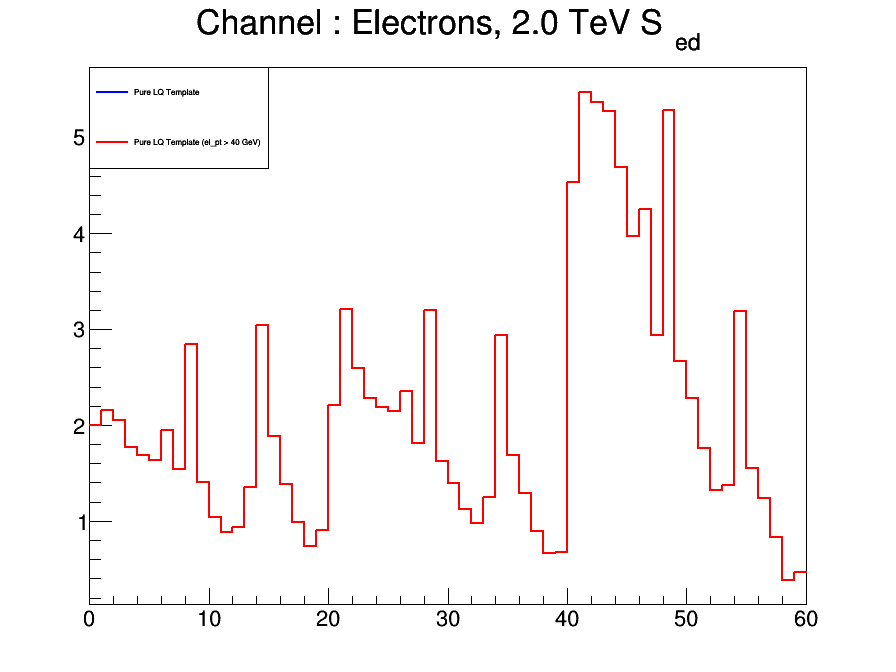 Channel : Electrons, 2.0 TeV S ed
Pure LQ Template
Pure LQ Template (el_pt > 40 GeV)
5
4
3
2
1
0 10 20 30 40 50 60